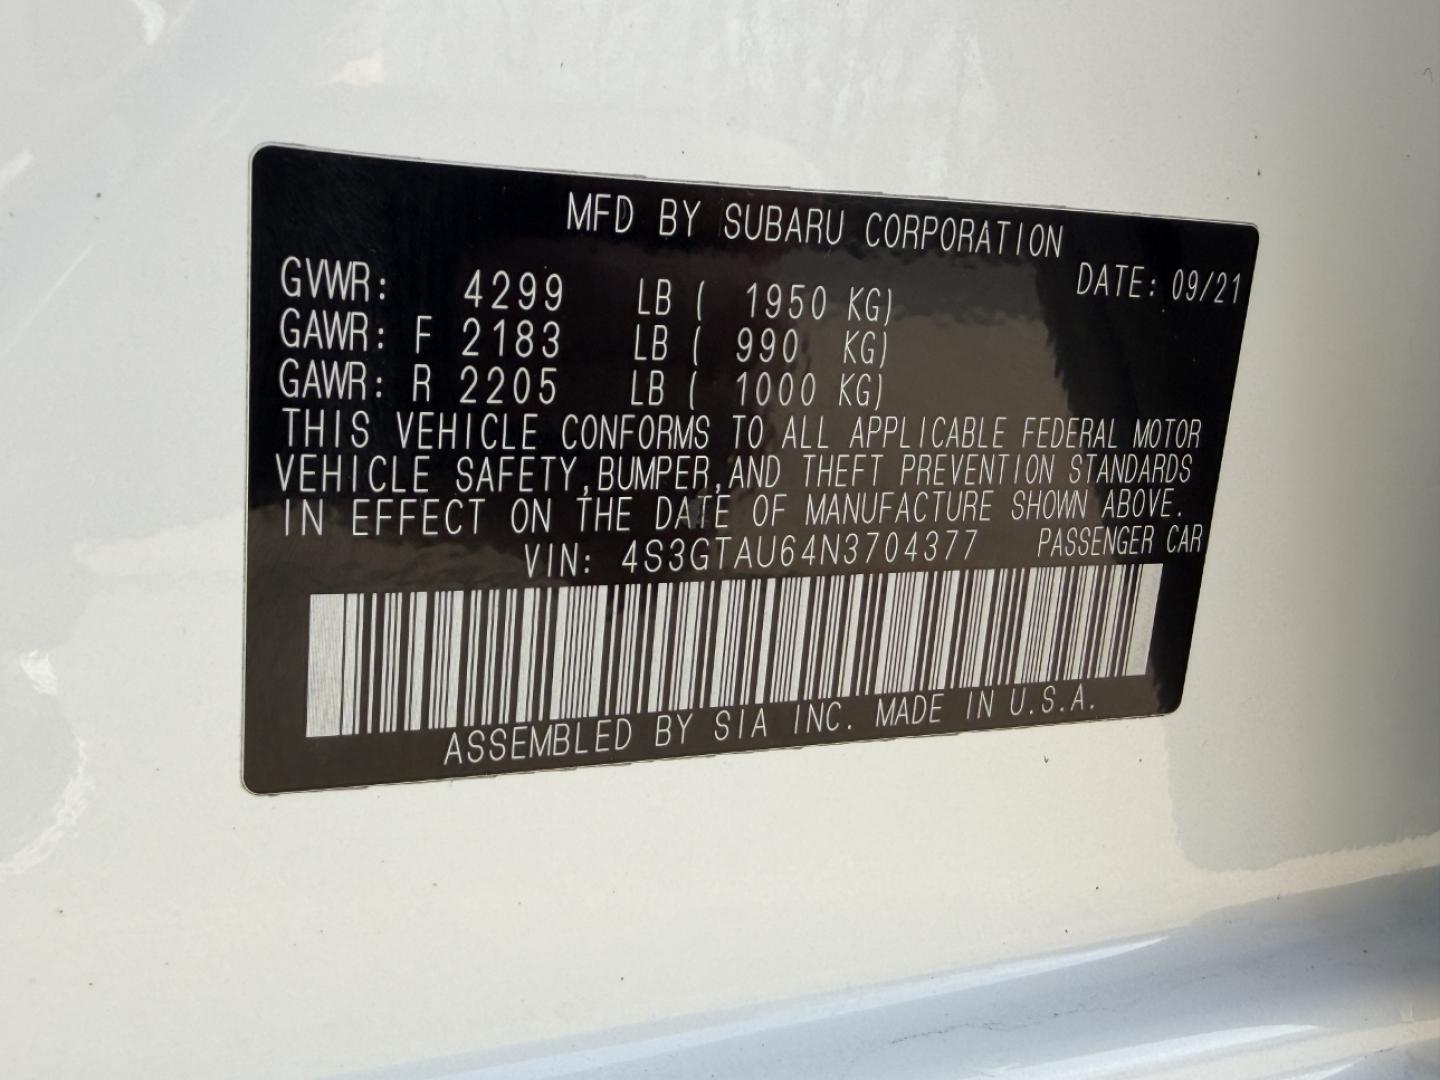 MFD BY SUBARU CORPORATION
DATE: 09/21
GVWR: 4299 LB ( 1950 KG)
GAWR: F 2183 LB ( 990 KG)
GAWR: R 2205 LB ( 1000 KG)
THIS VEHICLE CONFORMS TO ALL APPLICABLE FEDERAL MOTOR
VEHICLE SAFETY,BUMPER,AND THEFT PREVENTION STANDARDS
IN EFFECT ON THE DATE OF MANUFACTURE SHOWN ABOVE.
VIN: 4S3GTAU64N3704377 PASSENGER CAR
ASSEMBLED BY SIA INC. MADE IN U.S.A.